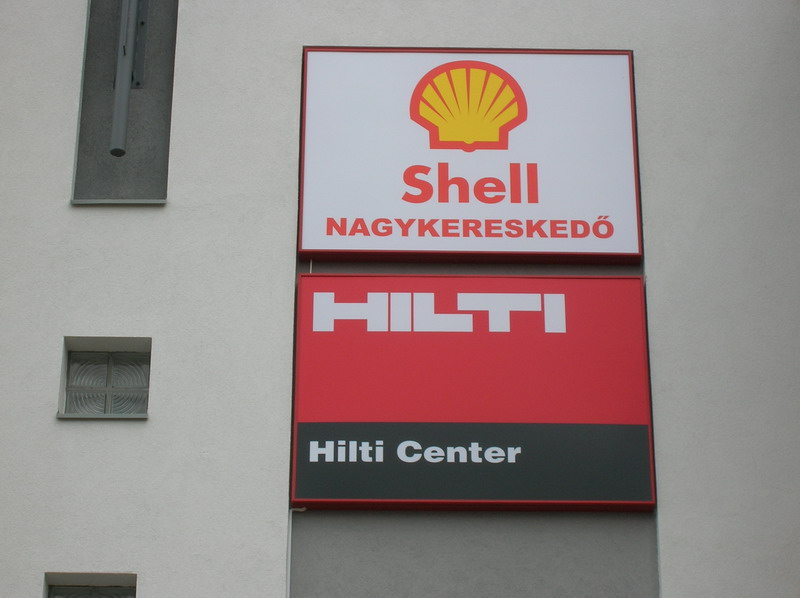 Shell
NAGYKERESKEDŐ
HILTI
Hilti Center